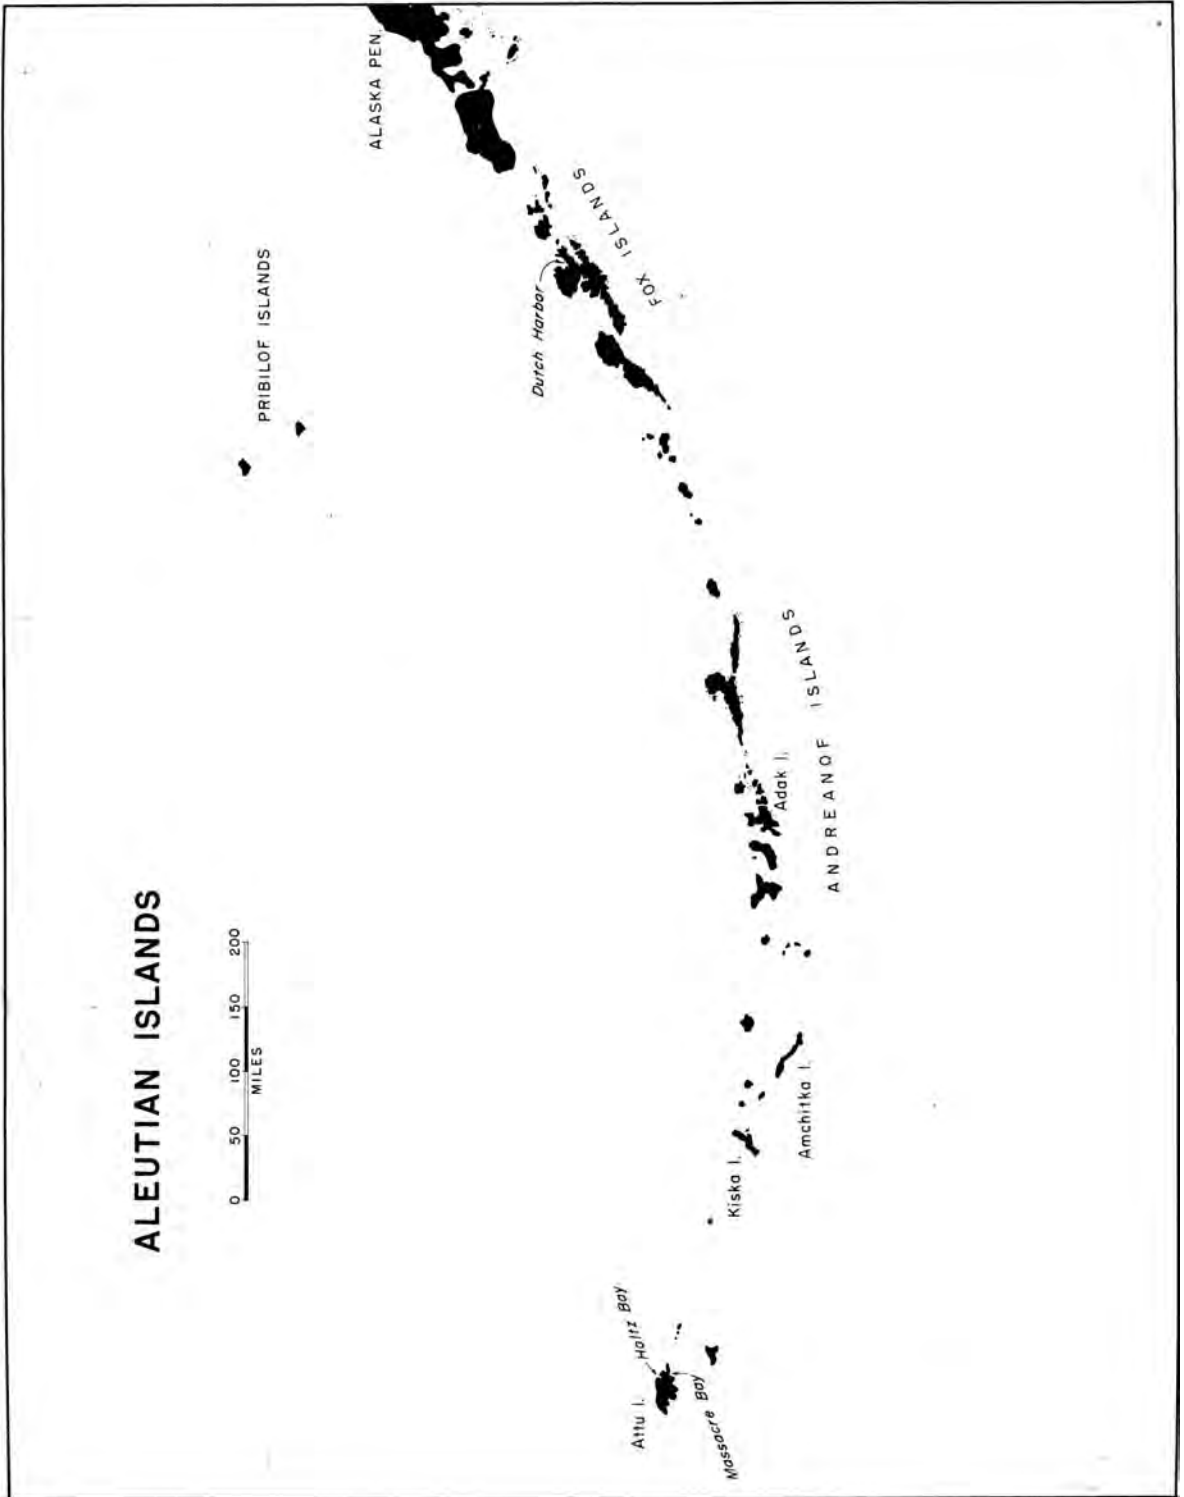 ALEUTIAN ISLANDS
0 50 100 150 200
MILES
PRIBILOF ISLANDS
ALASKA PEN.
Dutch Harbor
FOX ISLANDS
Attu I.
Holtz Bay
Massacre Bay
Kiska I.
Amchitka I.
Adak I.
ANDREANOF ISLANDS